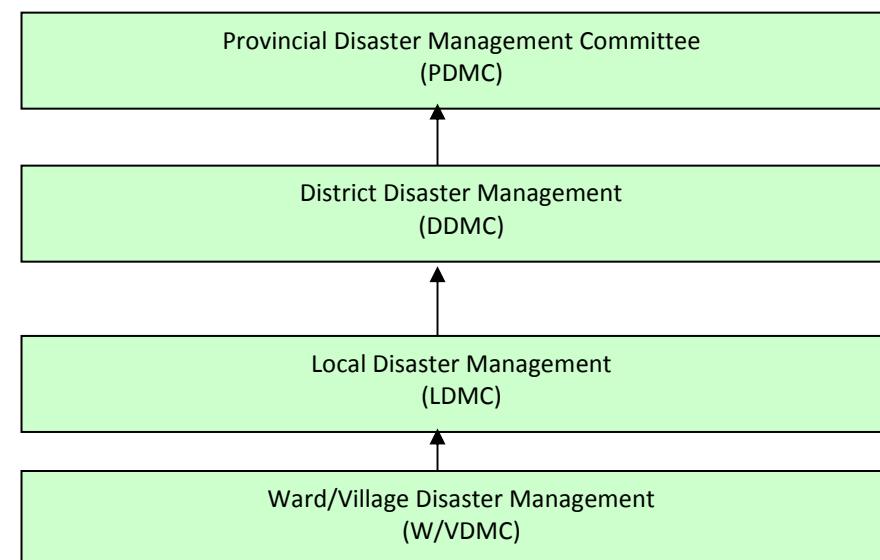 Provincial Disaster Management Committee
(PDMC)
District Disaster Management
(DDMC)
Local Disaster Management
(LDMC)
Ward/Village Disaster Management
(W/VDMC)